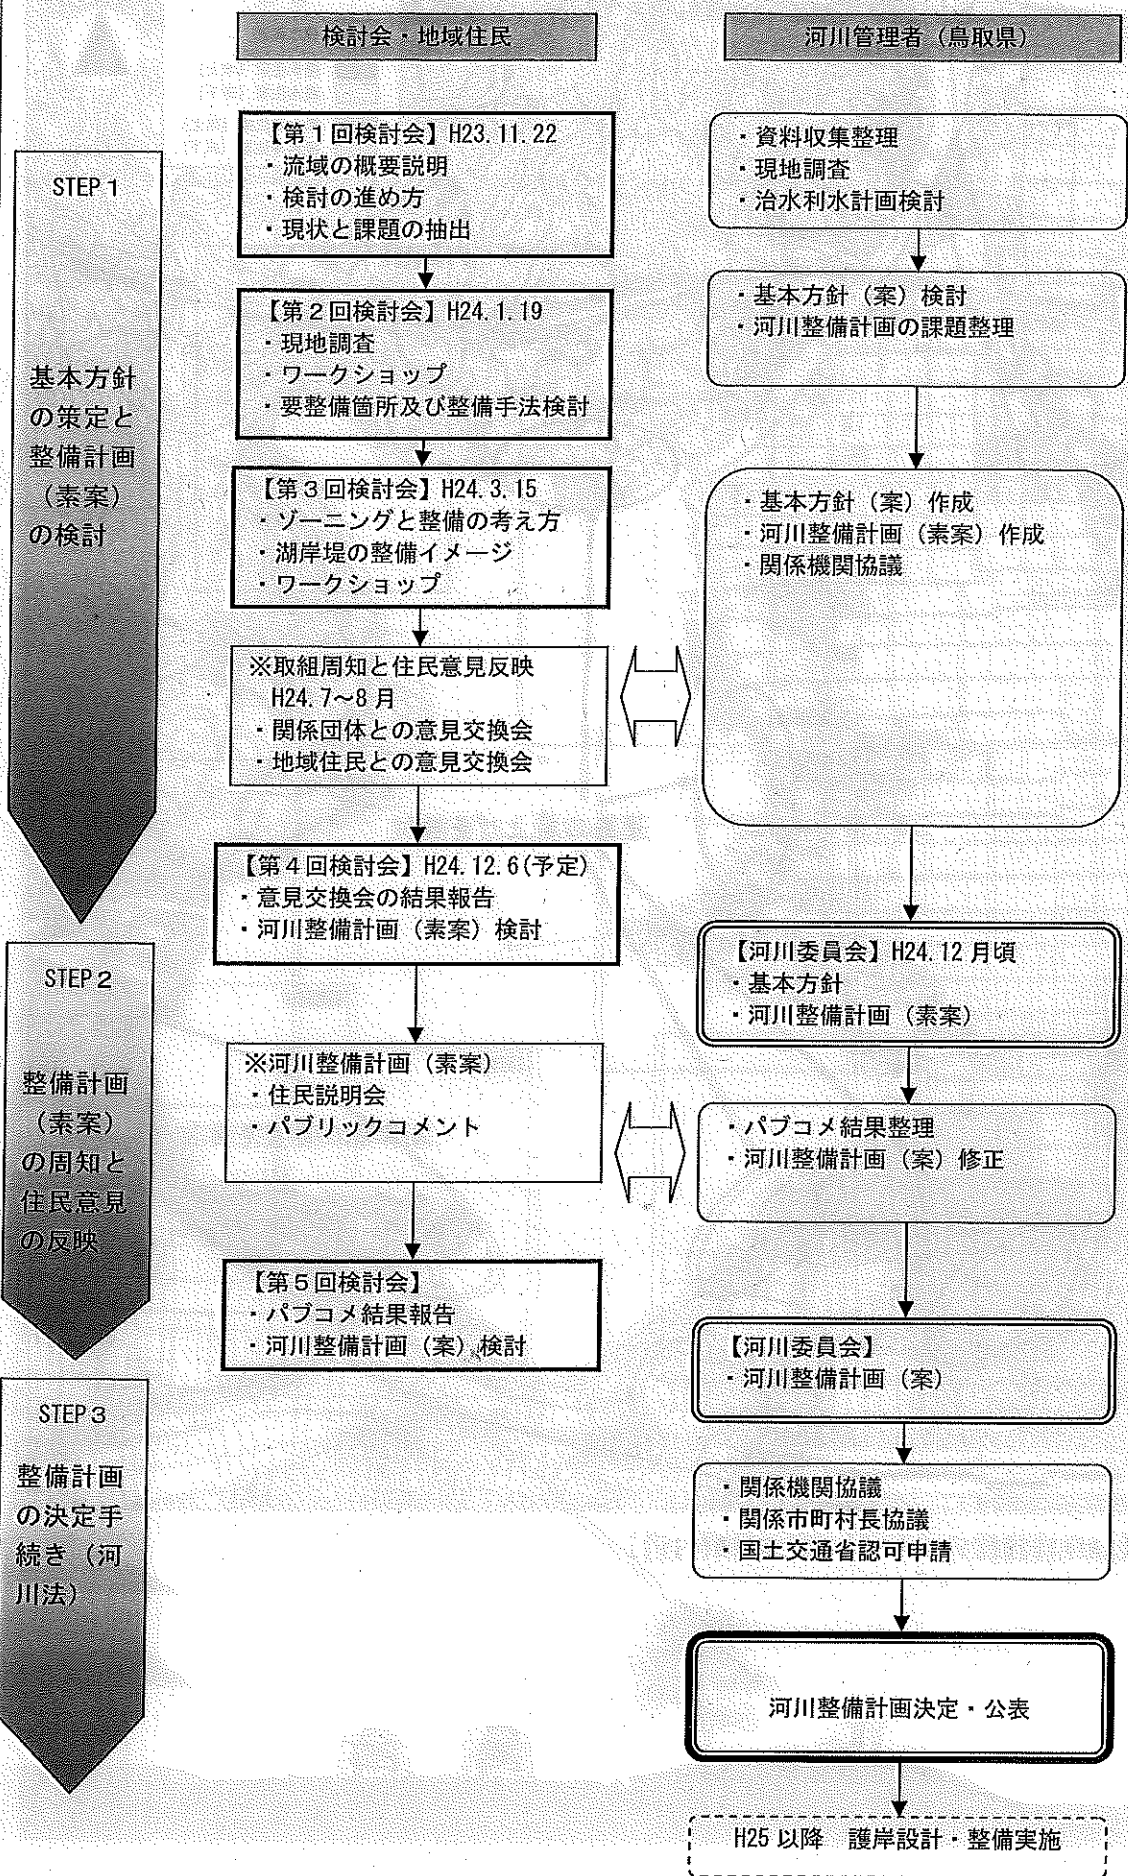 検討会・地域住民
河川管理者（鳥取県）
STEP 1
基本方針
の策定と
整備計画
（素案）
の検討
【第１回検討会】H23.11.22
・流域の概要説明
・検討の進め方
・現状と課題の抽出
【第２回検討会】H24.1.19
・現地調査
・ワークショップ
・要整備箇所及び整備手法検討
【第３回検討会】H24.3.15
・ゾーニングと整備の考え方
・湖岸堤の整備イメージ
・ワークショップ
※取組周知と住民意見反映
H24.7～8月
・関係団体との意見交換会
・地域住民との意見交換会
【第４回検討会】H24.12.6(予定)
・意見交換会の結果報告
・河川整備計画（素案）検討
・資料収集整理
・現地調査
・治水利水計画検討
・基本方針（案）検討
・河川整備計画の課題整理
・基本方針（案）作成
・河川整備計画（素案）作成
・関係機関協議
【河川委員会】H24.12月頃
・基本方針
・河川整備計画（素案）
STEP 2
整備計画
（素案）
の周知と
住民意見
の反映
※河川整備計画（素案）
・住民説明会
・パブリックコメント
【第５回検討会】
・パブコメ結果報告
・河川整備計画（案）検討
・パブコメ結果整理
・河川整備計画（案）修正
【河川委員会】
・河川整備計画（案）
STEP 3
整備計画
の決定手
続き（河
川法）
・関係機関協議
・関係市町村長協議
・国土交通省認可申請
河川整備計画決定・公表
H25以降　護岸設計・整備実施